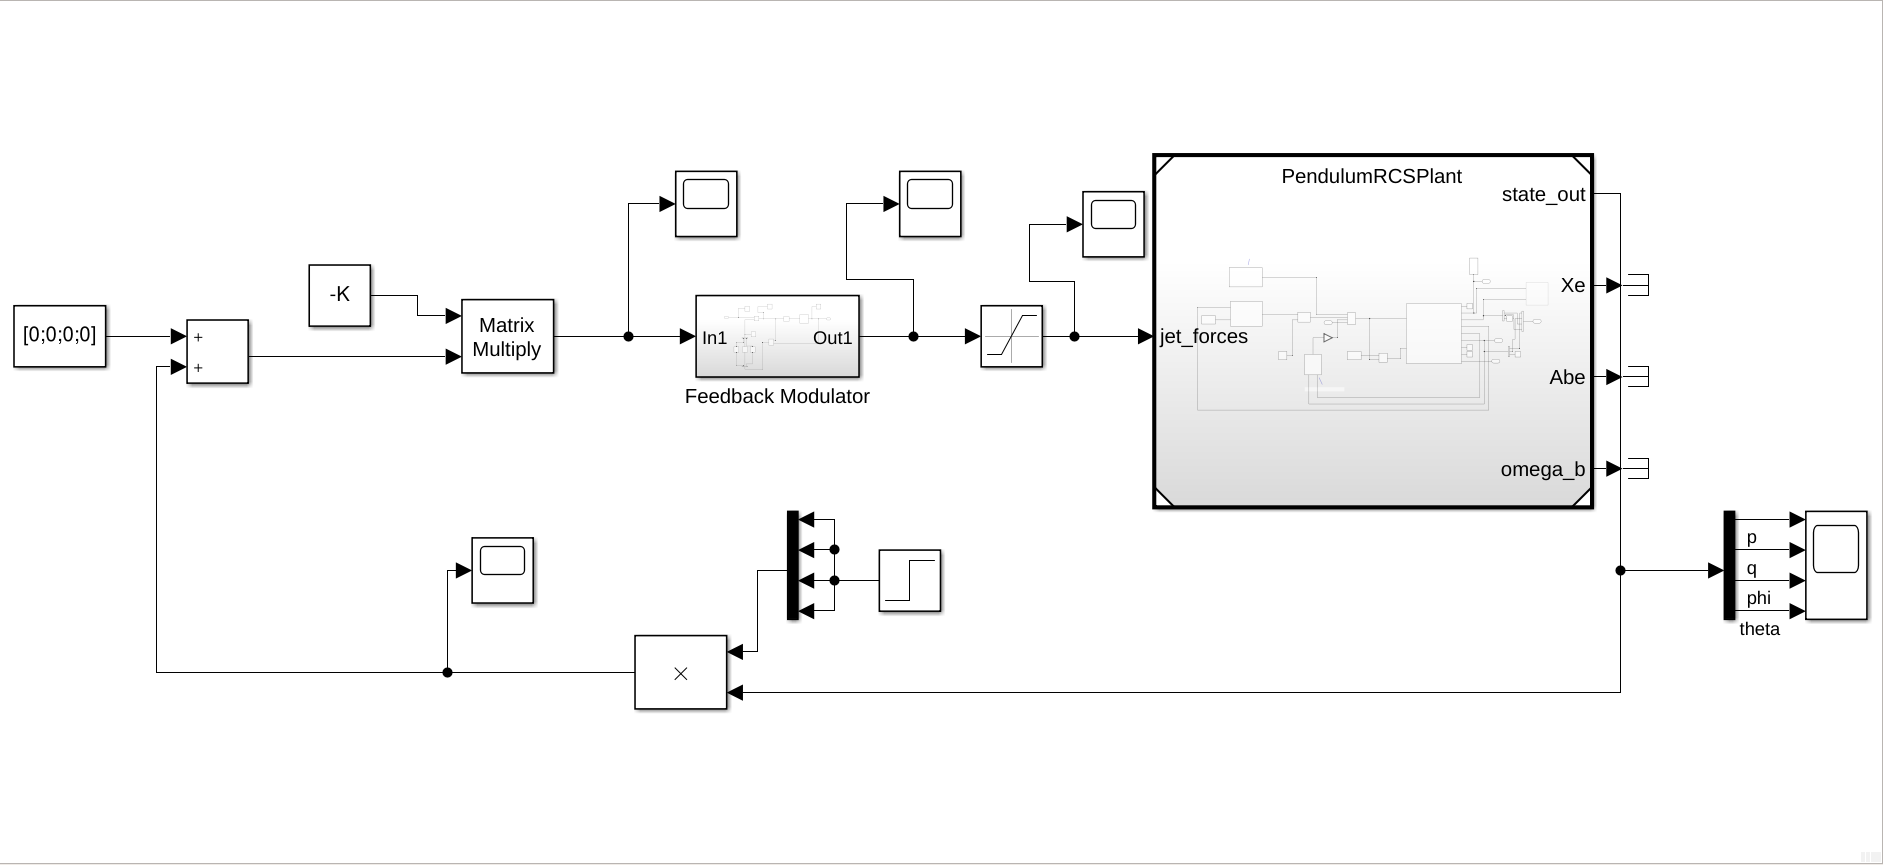 PendulumRCSPlant
state_out
Xe
Abe
omega_b
jet_forces
-K
[0;0;0;0]
+
+
Matrix
Multiply
In1
Out1
Feedback Modulator
×
p
q
phi
theta